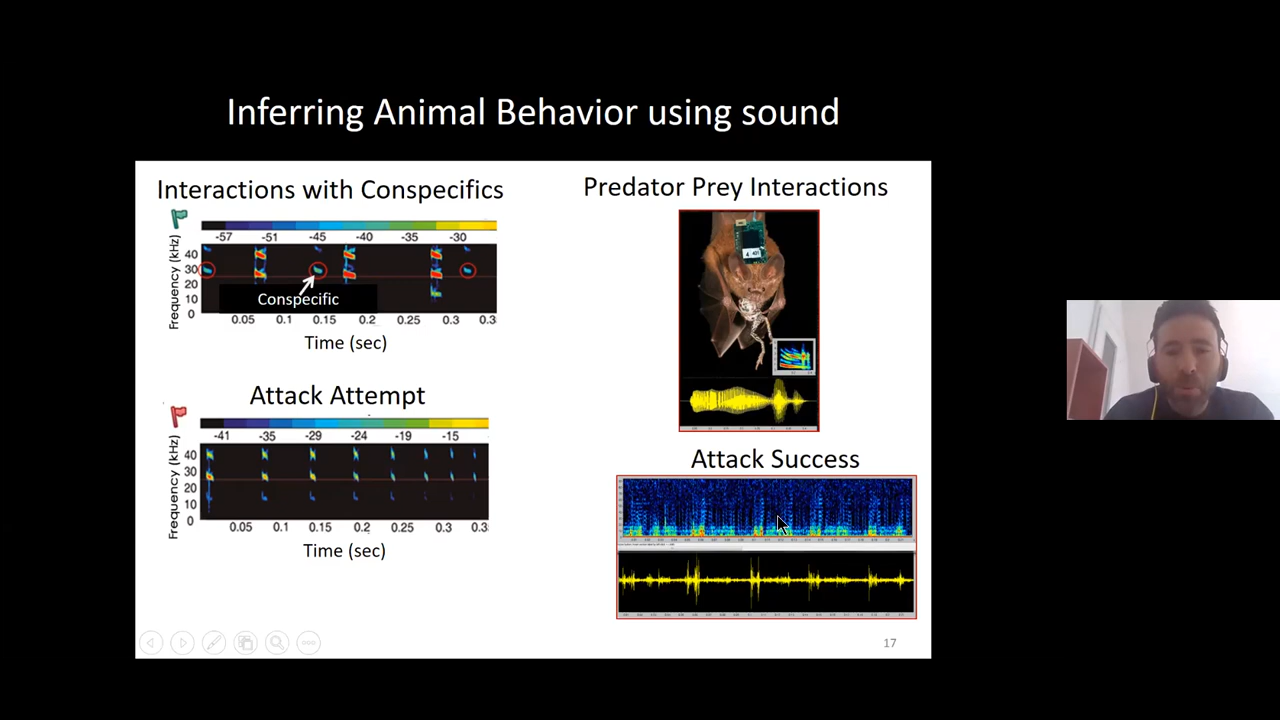 Inferring Animal Behavior using sound
Interactions with Conspecifics
-57 -51 -45 -40 -35 -30
Frequency (kHz)
40
30
20
10
0
Conspecific
0.05 0.1 0.15 0.2 0.25 0.3 0.3
Time (sec)
Attack Attempt
-41 -35 -29 -24 -19 -15
Frequency (kHz)
40
30
20
10
0
0.05 0.1 0.15 0.2 0.25 0.3 0.3
Time (sec)
Predator Prey Interactions
Attack Success
17